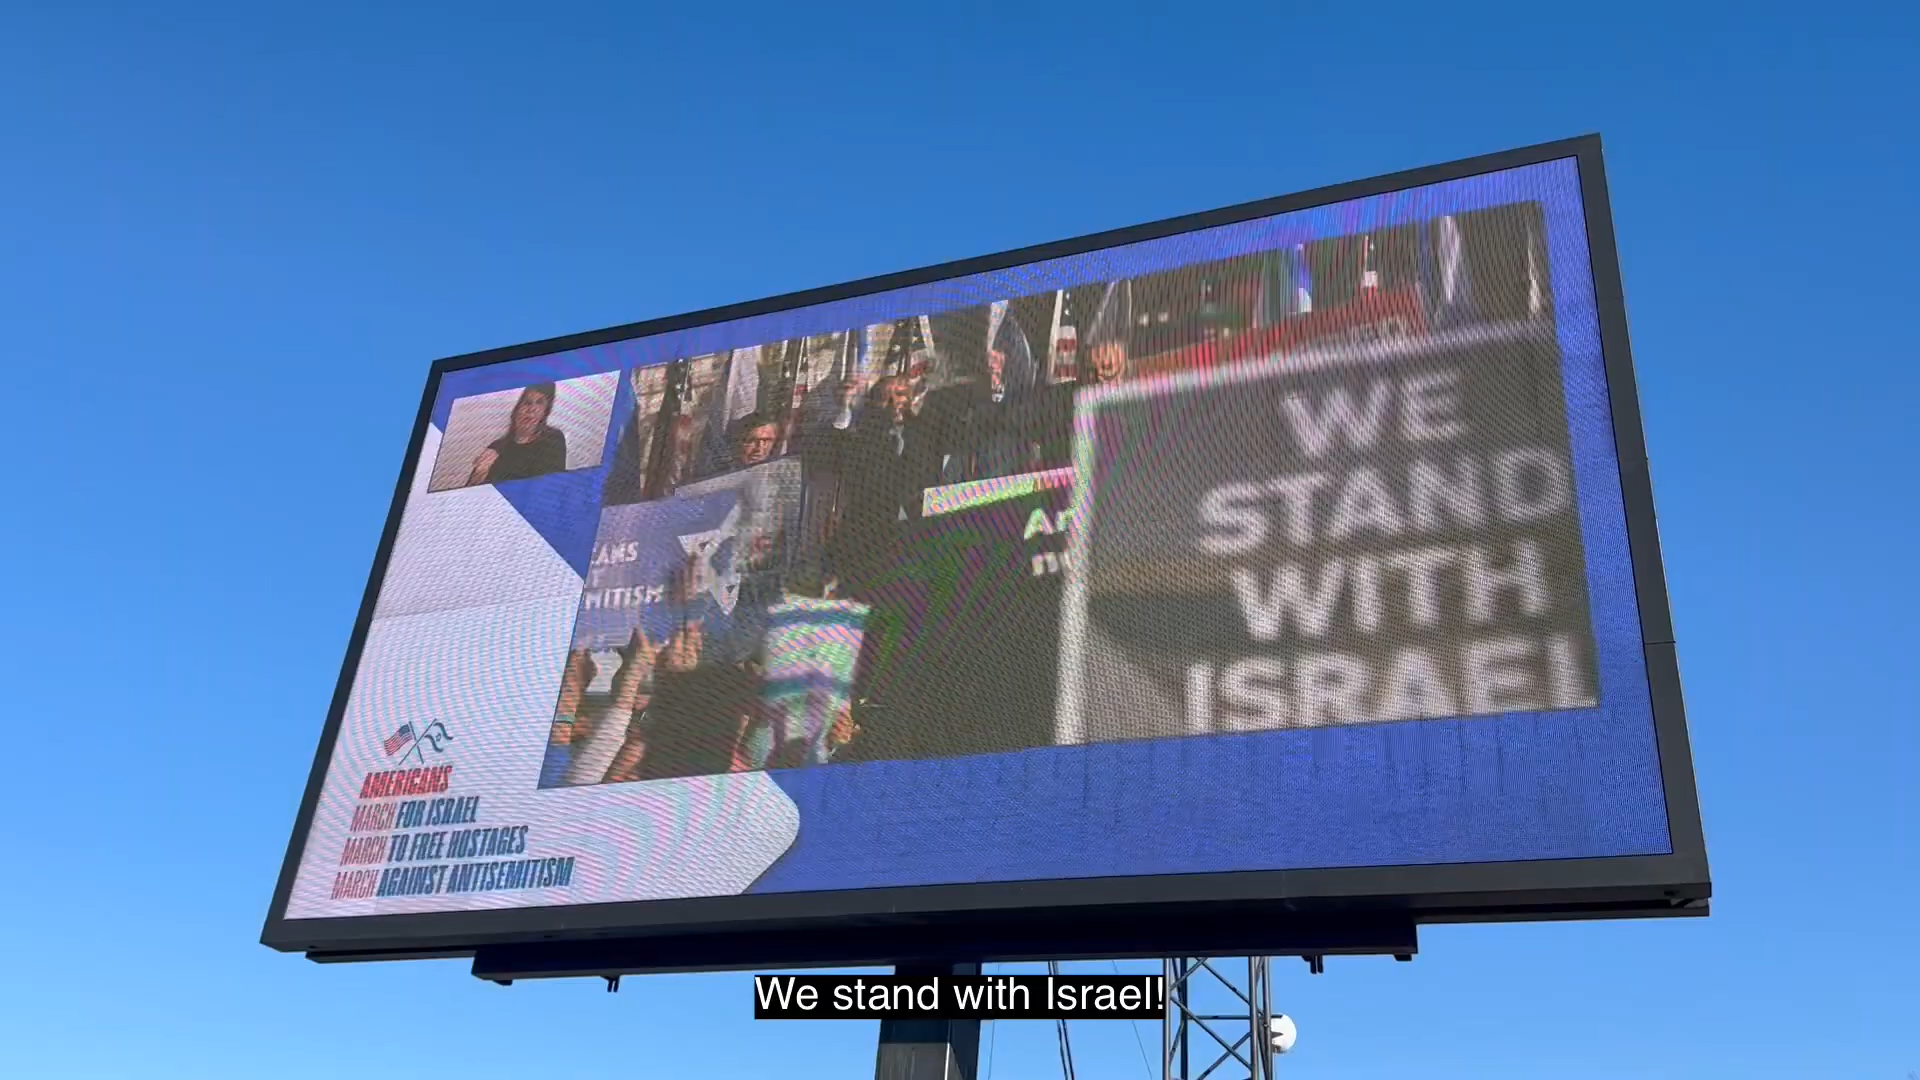 WE
STAND
WITH
ISRAEL
MITISM
AMERICANS
MARCH FOR ISRAEL
MARCH TO FREE HOSTAGES
MARCH AGAINST ANTISEMITISM
We stand with Israel!